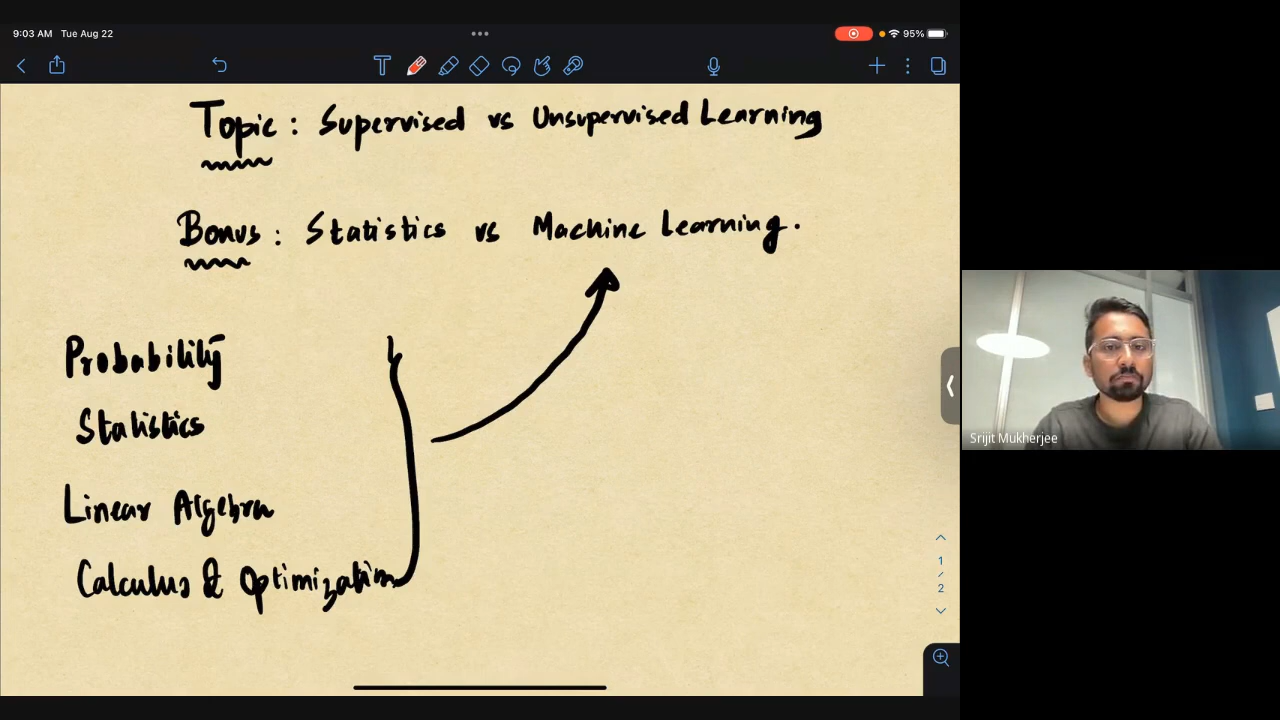 9:03 AM Tue Aug 22
95%
Topic: Supervised vs Unsupervised Learning
Bonus: Statistics vs Machine Learning.
Probability
Statistics
Linear Algebra
Calculus & Optimization
Srijit Mukherjee
1
/
2